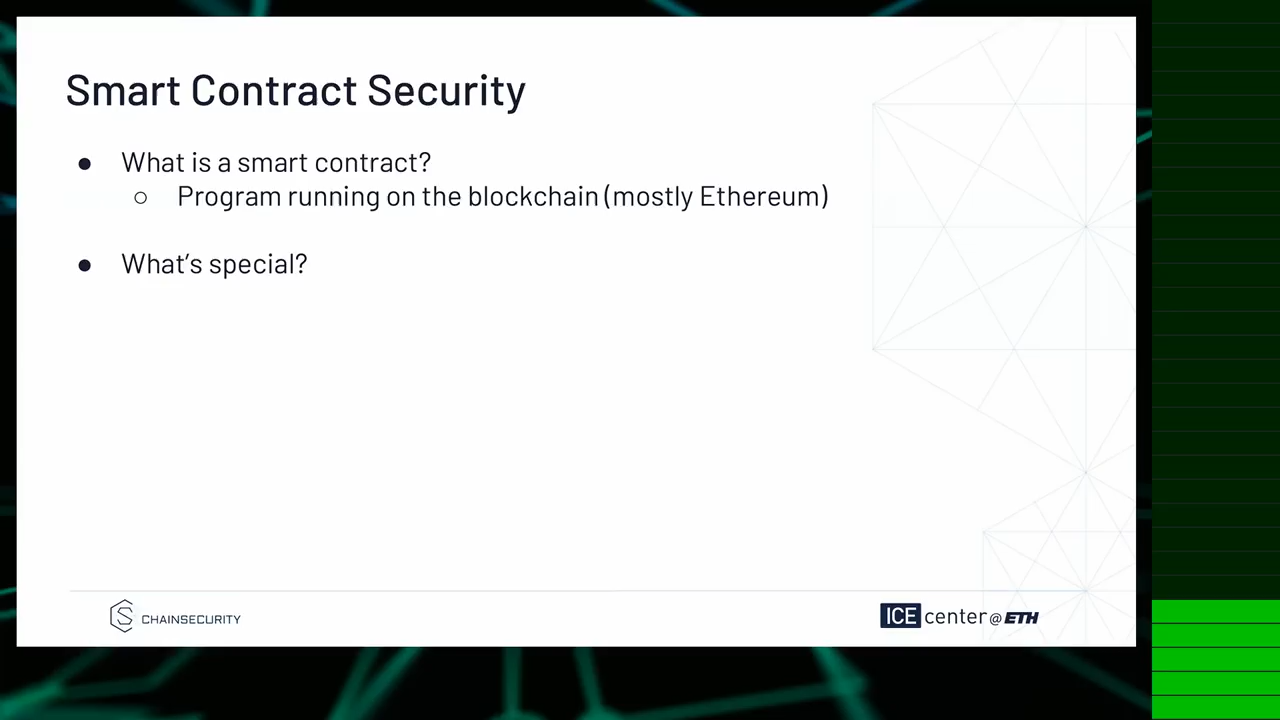 Smart Contract Security
● What is a smart contract?
○ Program running on the blockchain (mostly Ethereum)
● What’s special?
CHAINSECURITY
ICE center @ ETH